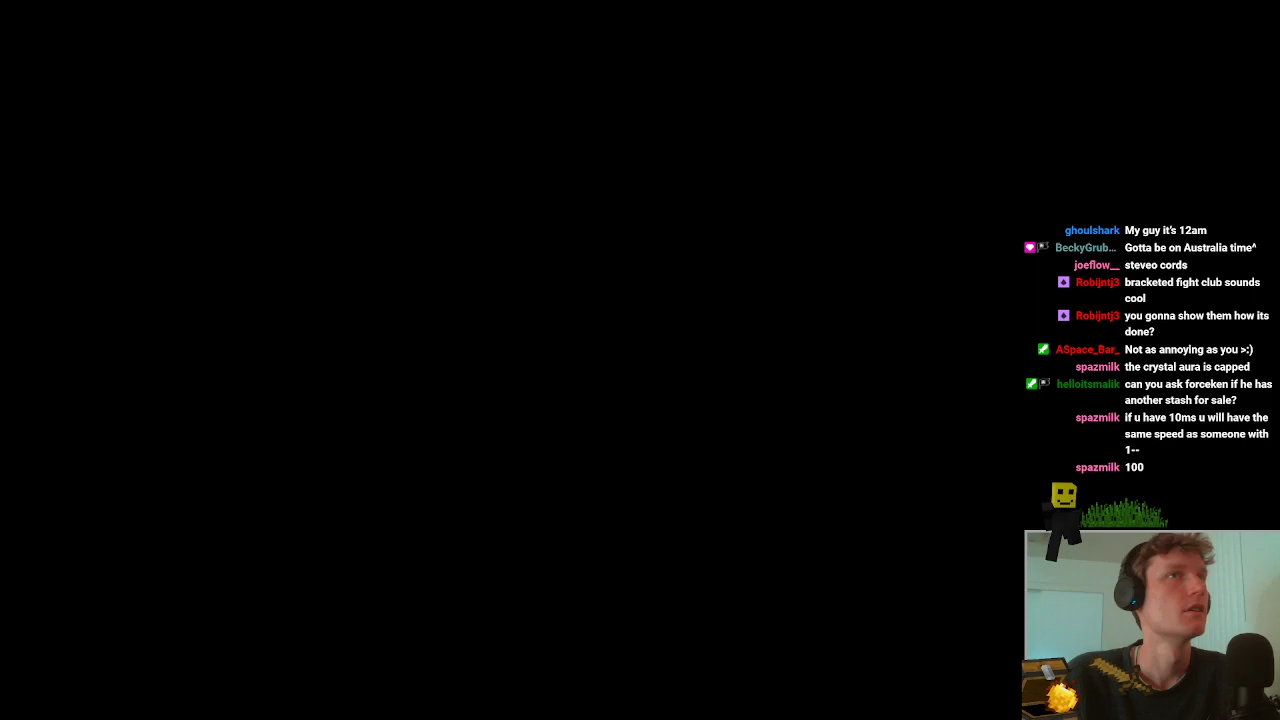 ghoulshark My guy it's 12am
BeckyGrub... Gotta be on Australia time^
joeflow__ steveo cords
Robijntj3 bracketed fight club sounds
cool
Robijntj3 you gonna show them how its
done?
ASpace_Bar_ Not as annoying as you >:)
spazmilk the crystal aura is capped
helloitsmalik can you ask forceken if he has
another stash for sale?
spazmilk if u have 10ms u will have the
same speed as someone with
1--
spazmilk 100